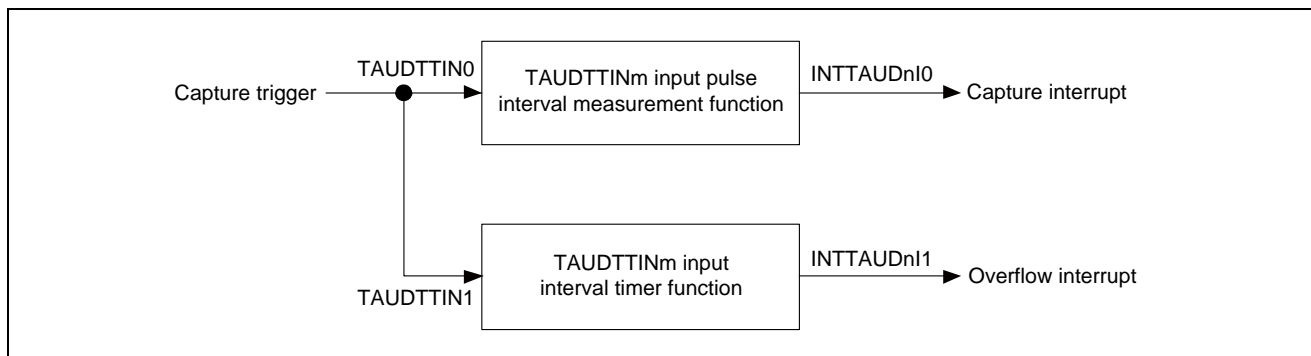 TAUDTTIN0
Capture trigger
TAUDTTINm input pulse
interval measurement function
INTTAUDnI0
Capture interrupt
TAUDTTIN1
TAUDTTINm input
interval timer function
INTTAUDnI1
Overflow interrupt